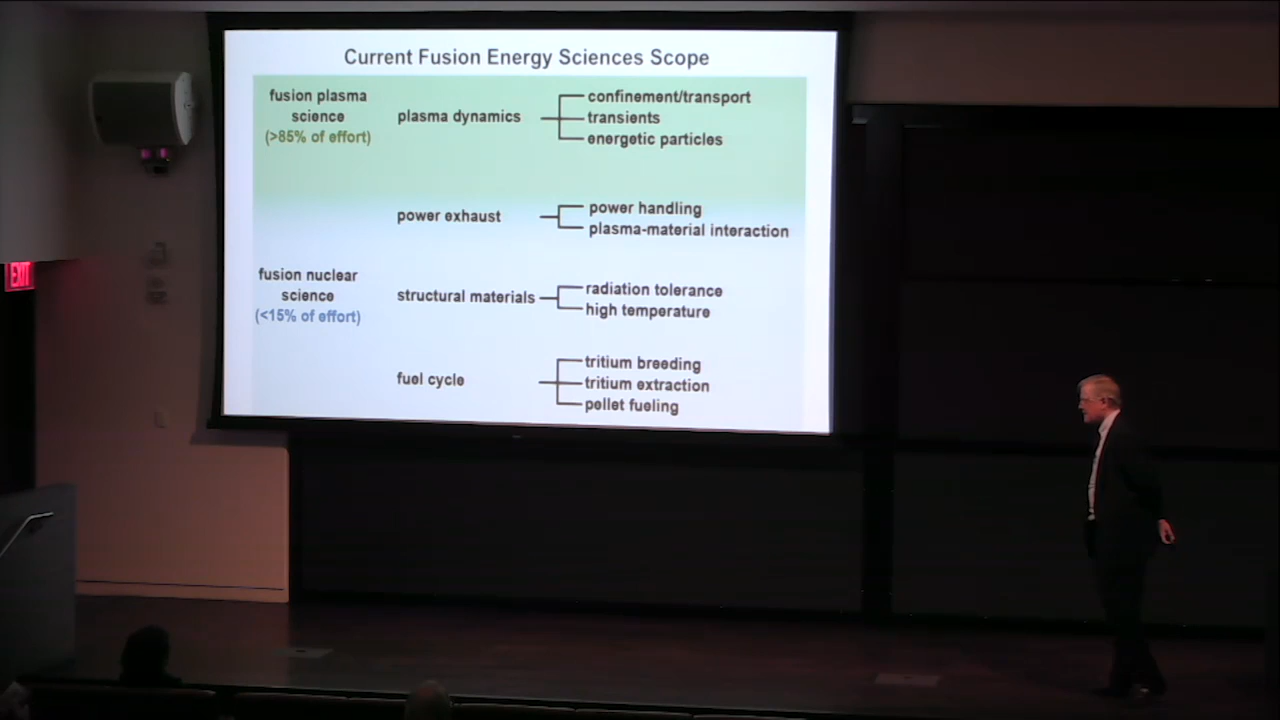 Current Fusion Energy Sciences Scope
fusion plasma
science
(>85% of effort)
plasma dynamics
confinement/transport
transients
energetic particles
power exhaust
power handling
plasma-material interaction
fusion nuclear
science
(<15% of effort)
structural materials
radiation tolerance
high temperature
fuel cycle
tritium breeding
tritium extraction
pellet fueling
EXIT